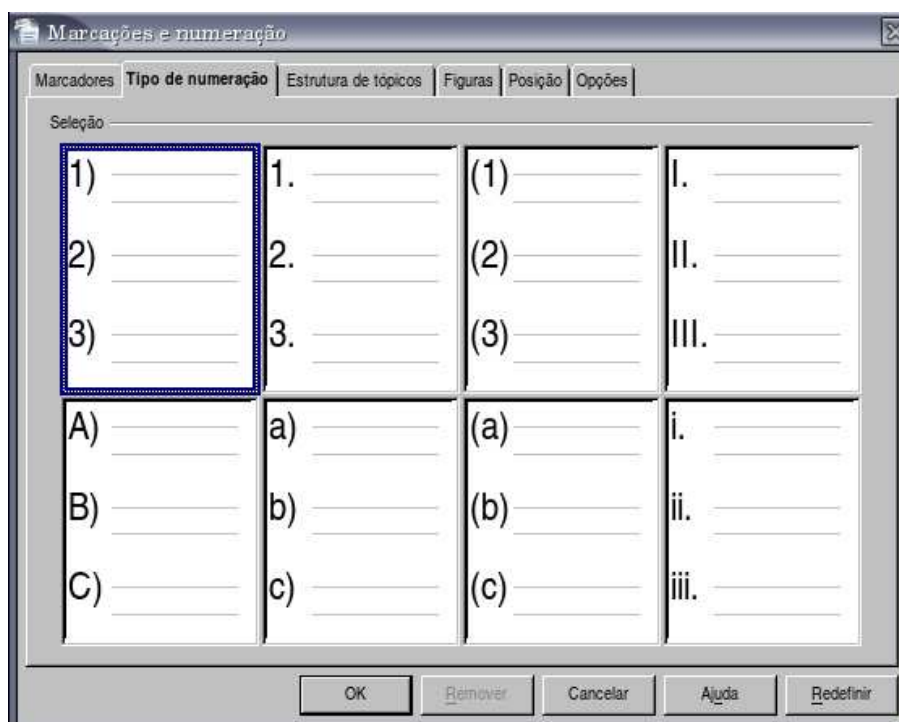 Marcações e numeração
Marcadores Tipo de numeração Estrutura de tópicos Figuras Posição Opções
Seleção
1) 1. (1) I.
2) 2. (2) II.
3) 3. (3) III.
A) a) (a) i.
B) b) (b) ii.
C) c) (c) iii.
OK Remover Cancelar Ajuda Redefinir